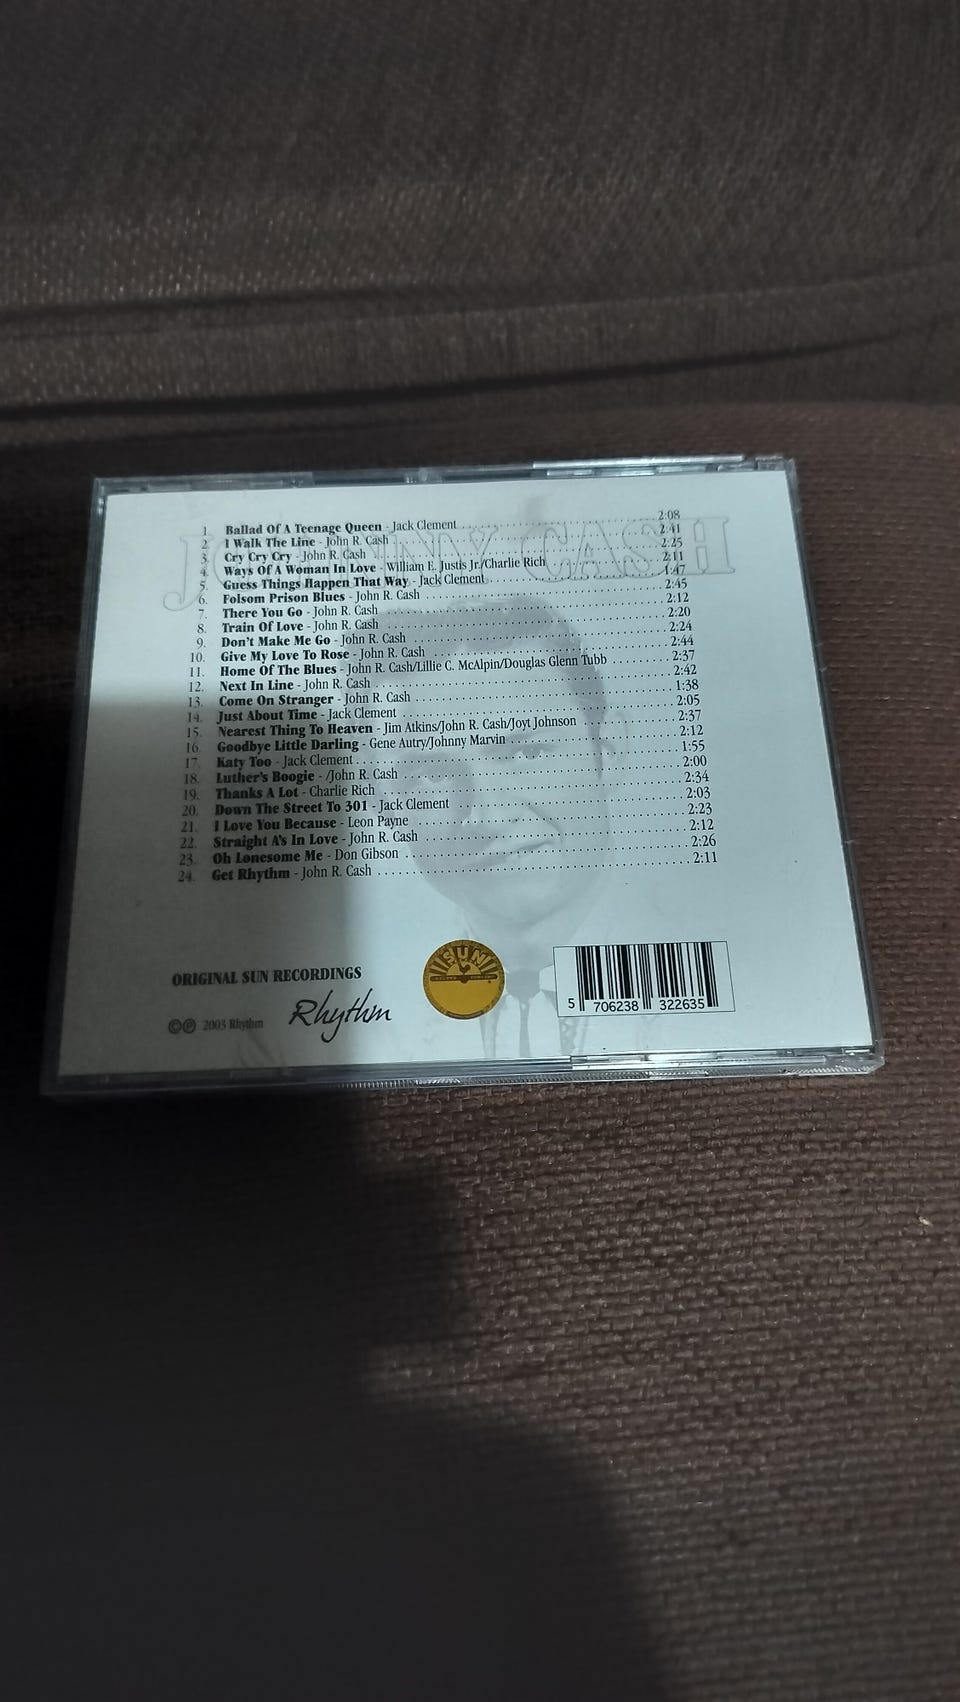 JOHNNY CASH
1. Ballad Of A Teenage Queen - Jack Clement 2:08
2. I Walk The Line - John R. Cash 2:41
3. Cry Cry Cry - John R. Cash 2:25
4. Ways Of A Woman In Love - William E. Justis Jr./Charlie Rich 2:11
5. Guess Things Happen That Way - Jack Clement 1:47
6. Folsom Prison Blues - John R. Cash 2:45
7. There You Go - John R. Cash 2:12
8. Train Of Love - John R. Cash 2:20
9. Don't Make Me Go - John R. Cash 2:24
10. Give My Love To Rose - John R. Cash 2:44
11. Home Of The Blues - John R. Cash/Lillie C. McAlpin/Douglas Glenn Tubb 2:37
12. Next In Line - John R. Cash 2:42
13. Come On Stranger - John R. Cash 1:38
14. Just About Time - Jack Clement 2:05
15. Nearest Thing To Heaven - Jim Atkins/John R. Cash/Joyt Johnson 2:37
16. Goodbye Little Darling - Gene Autry/Johnny Marvin 2:12
17. Katy Too - Jack Clement 1:55
18. Luther's Boogie - /John R. Cash 2:00
19. Thanks A Lot - Charlie Rich 2:34
20. Down The Street To 301 - Jack Clement 2:03
21. I Love You Because - Leon Payne 2:23
22. Straight A's In Love - John R. Cash 2:12
23. Oh Lonesome Me - Don Gibson 2:26
24. Get Rhythm - John R. Cash 2:11
ORIGINAL SUN RECORDINGS
©℗ 2003 Rhythm
Rhythm
SUN
5 706238 322635